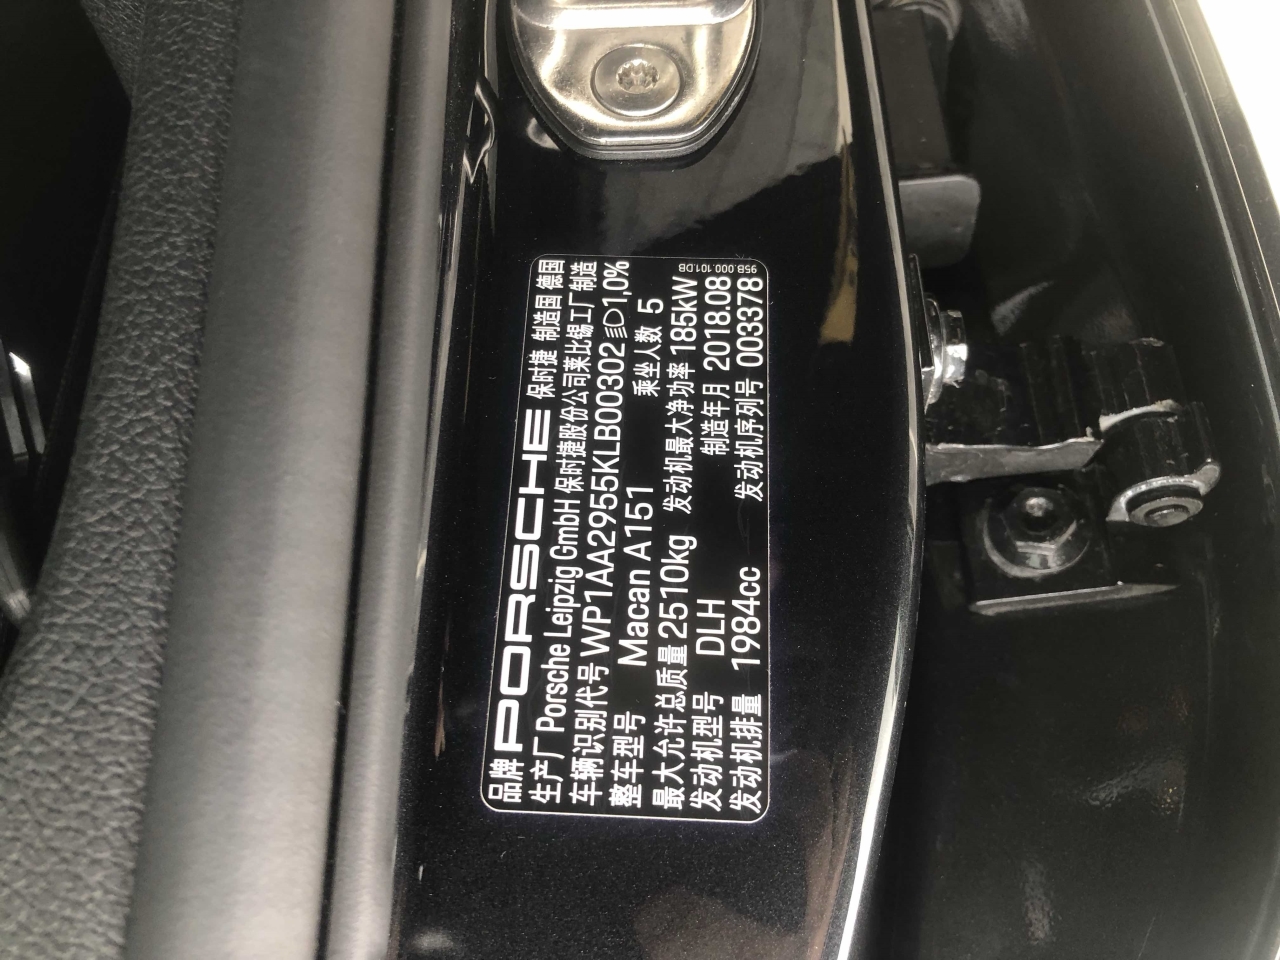 品牌 PORSCHE 保时捷 制造国 德国
生产厂 Porsche Leipzig GmbH 保时捷股份公司莱比锡工厂制造
车辆识别代号 WP1AA2955KLB00302 1,0%
整车型号 Macan A151 乘坐人数 5
最大允许总质量 2510kg 发动机最大净功率 185kW
发动机型号 DLH 制造年月 2018.08
发动机排量 1984cc 发动机序列号 003378
95B.000.101.DB